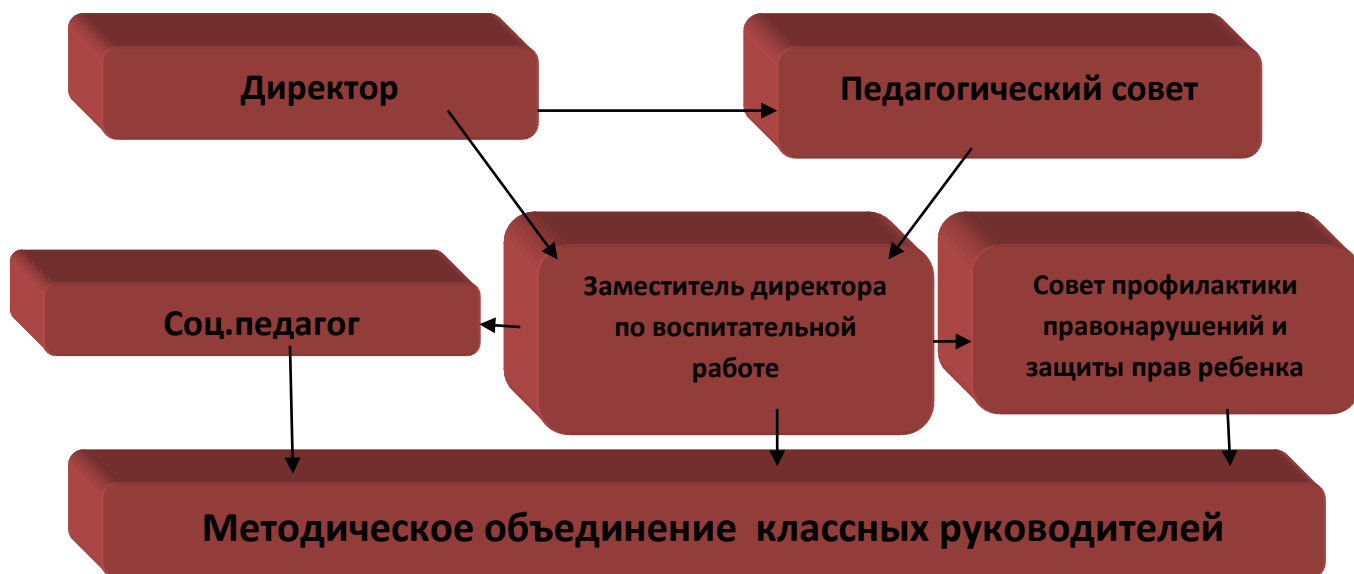 Директор
Педагогический совет
Соц.педагог
Заместитель директора
по воспитательной
работе
Совет профилактики
правонарушений и
защиты прав ребенка
Методическое объединение  классных руководителей